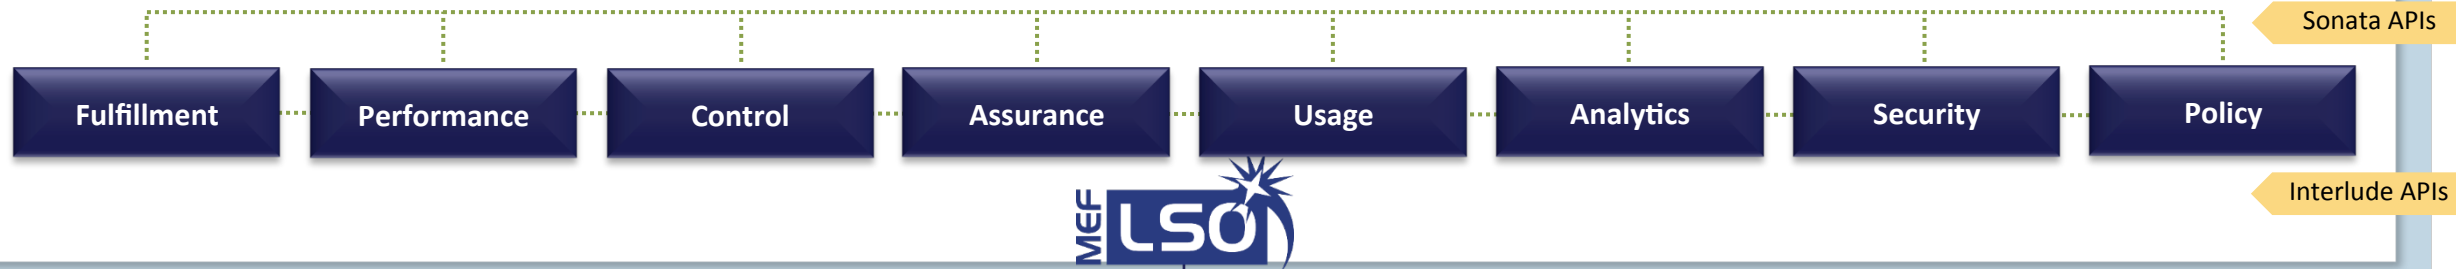 Sonata APIs
Fulfillment
Performance
Control
Assurance
Usage
Analytics
Security
Policy
Interlude APIs
MEF
LSO